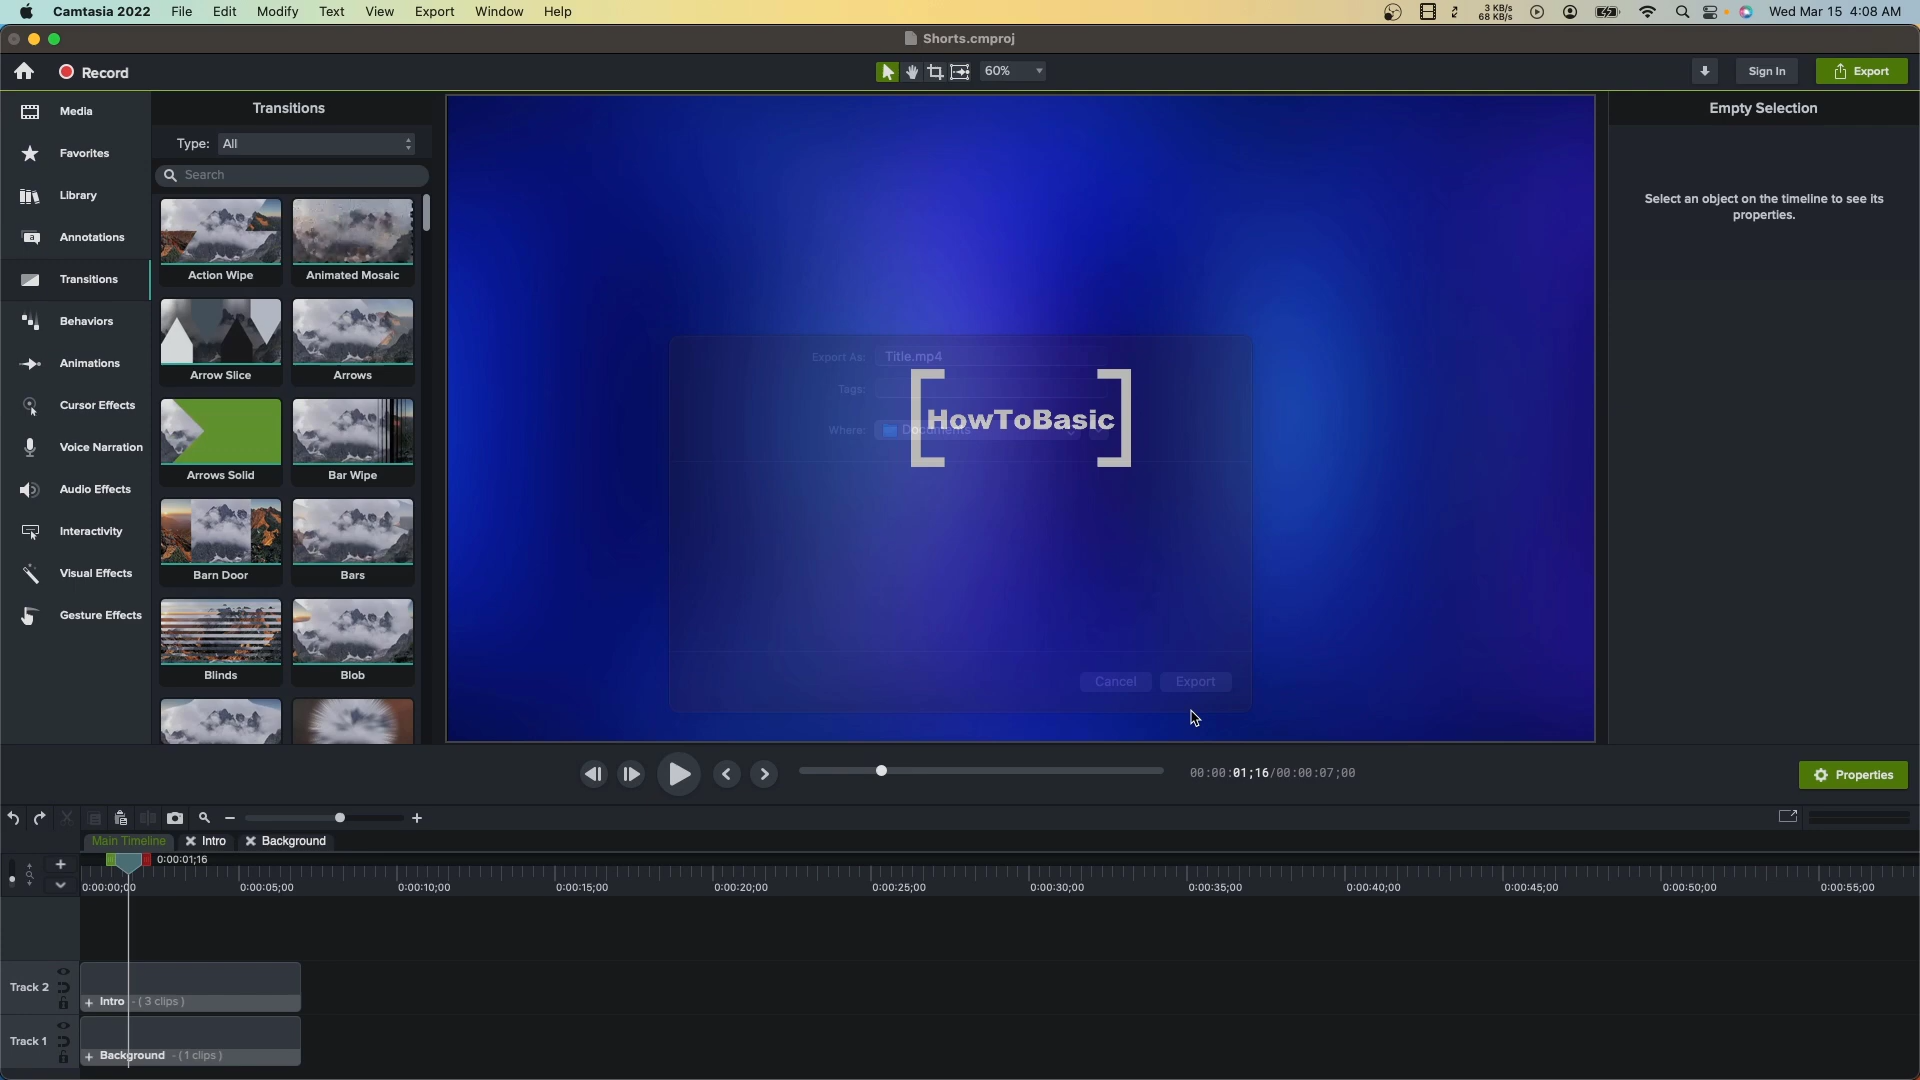 Camtasia 2022 File Edit Modify Text View Export Window Help
3 KB/s
68 KB/s
Wed Mar 15 4:08 AM
Shorts.cmproj
Record
60%
Sign In
Export
Media
Favorites
Library
Annotations
Transitions
Behaviors
Animations
Cursor Effects
Voice Narration
Audio Effects
Interactivity
Visual Effects
Gesture Effects
Transitions
Type: All
Search
Action Wipe
Animated Mosaic
Arrow Slice
Arrows
Arrows Solid
Bar Wipe
Barn Door
Bars
Blinds
Blob
Export As: Title.mp4
Tags:
HowToBasic
Where: Documents
Cancel Export
Empty Selection
Select an object on the timeline to see its
properties.
00:00:01;16/00:00:07;00
Properties
Main Timeline Intro Background
0:00:01;16
0:00:00;00 0:00:05;00 0:00:10;00 0:00:15;00 0:00:20;00 0:00:25;00 0:00:30;00 0:00:35;00 0:00:40;00 0:00:45;00 0:00:50;00 0:00:55;00
Track 2
+ Intro - ( 3 clips )
Track 1
+ Background - ( 1 clips )